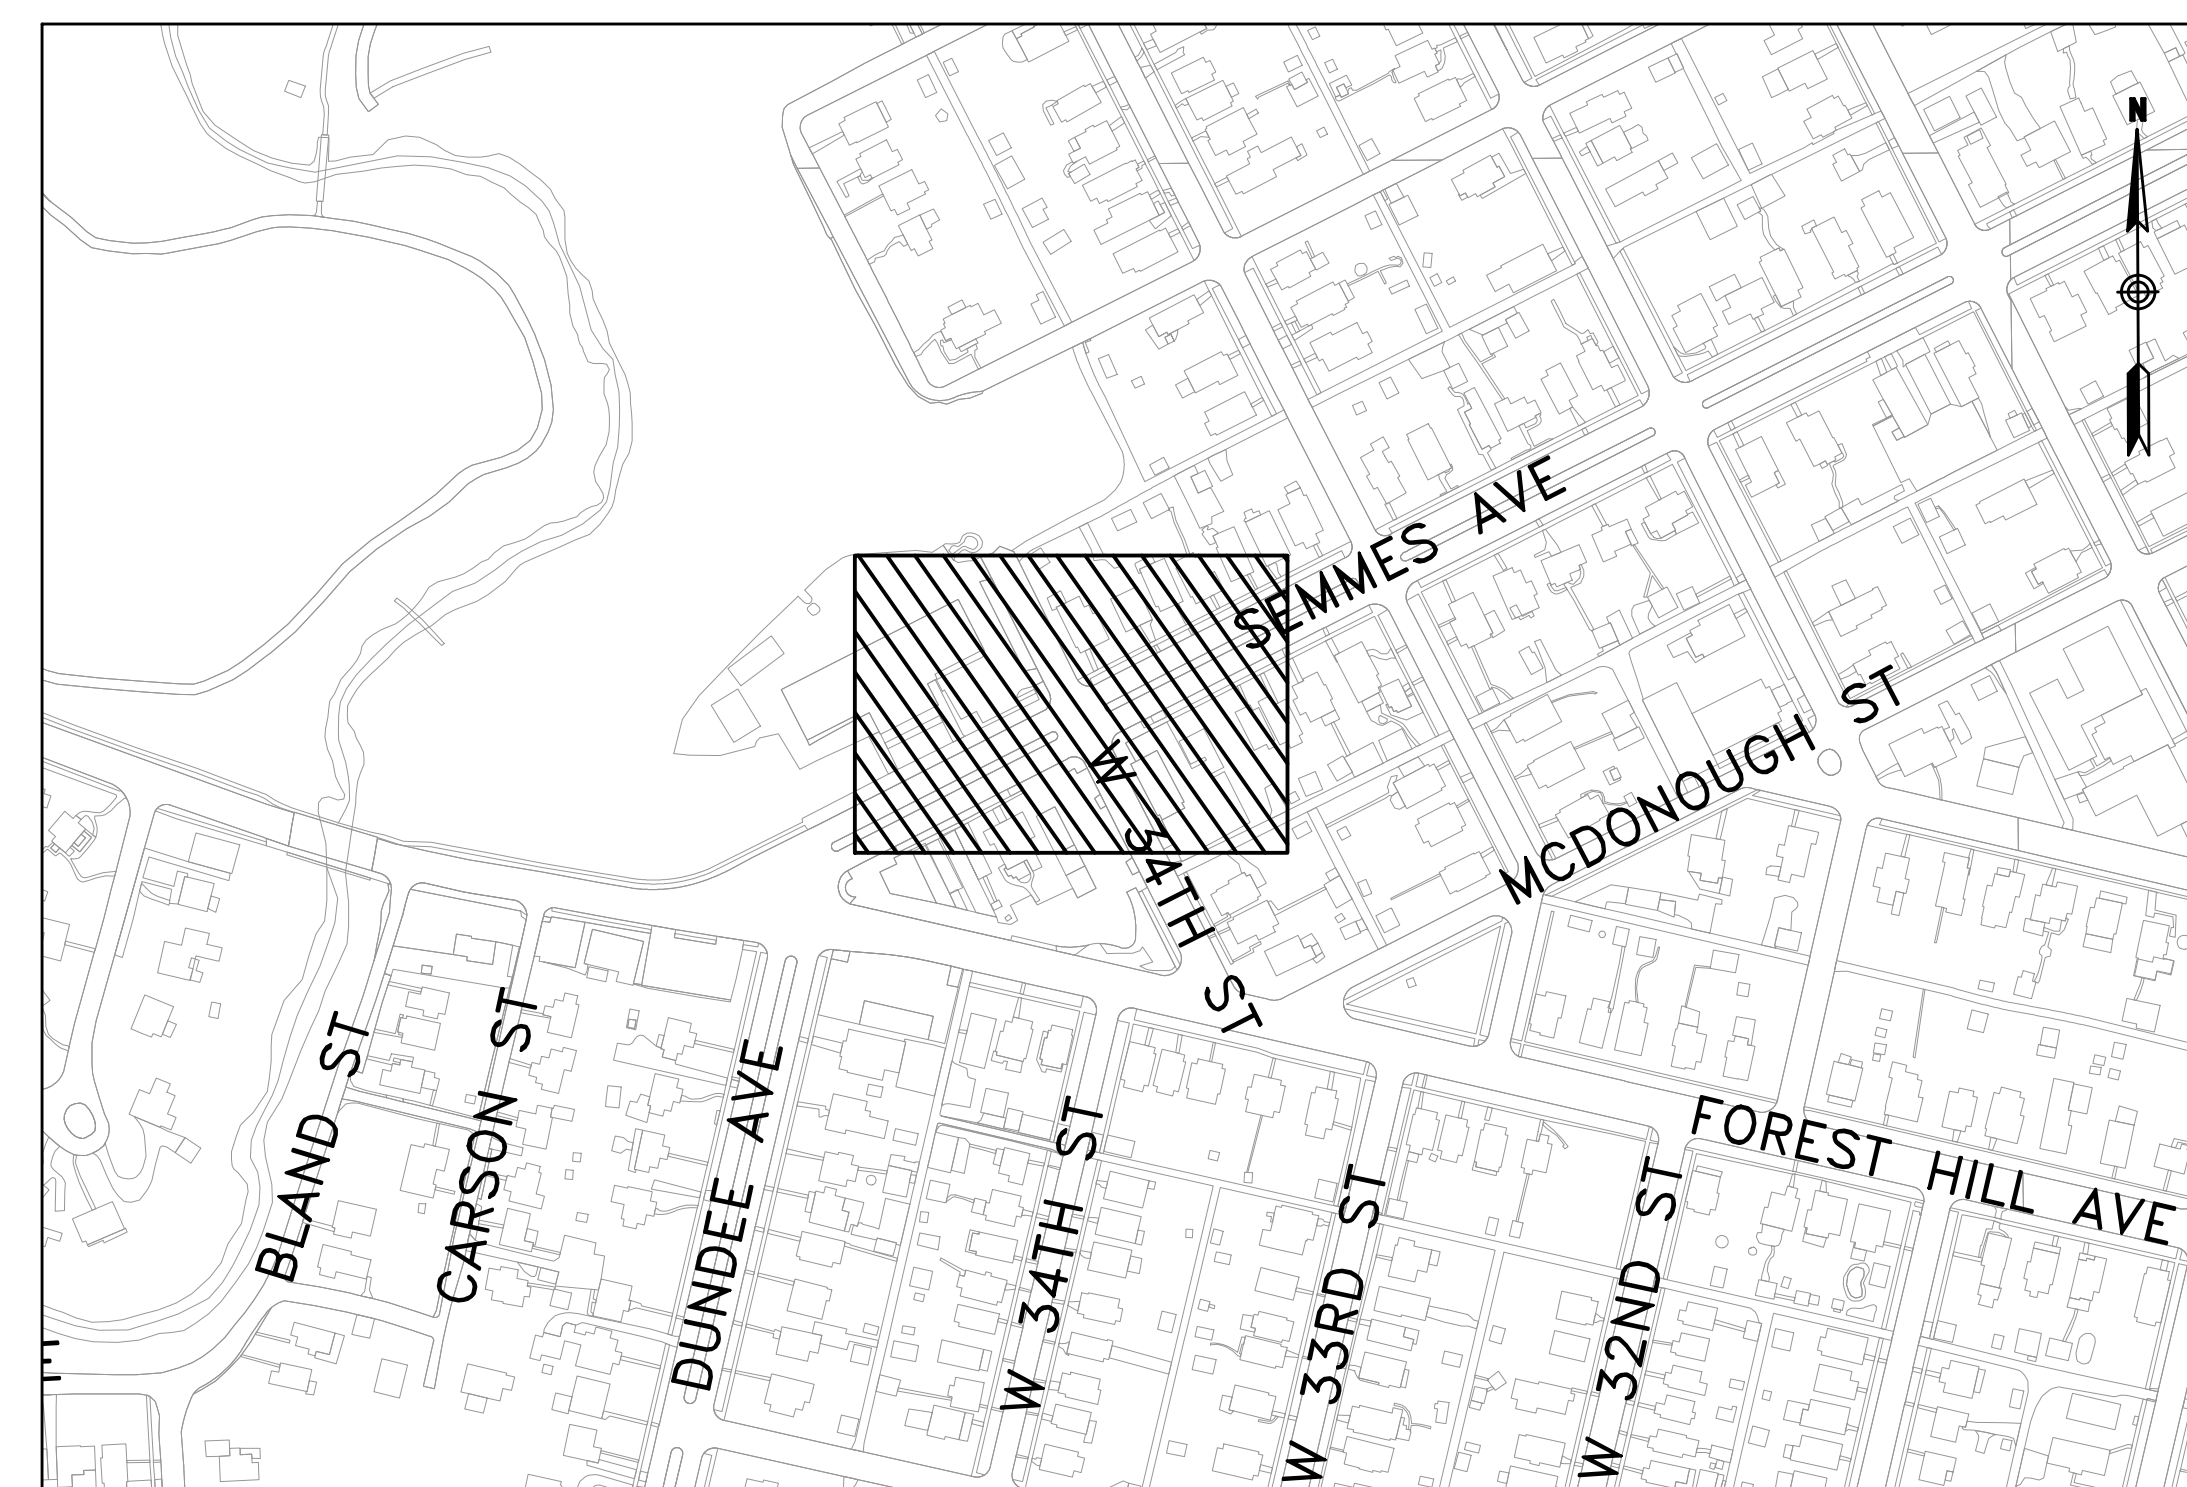 N
SEMMES AVE
MCDONOUGH ST
W 34TH ST
FOREST HILL AVE
BLAND ST
CARSON ST
DUNDEE AVE
W 34TH ST
W 33RD ST
W 32ND ST
E